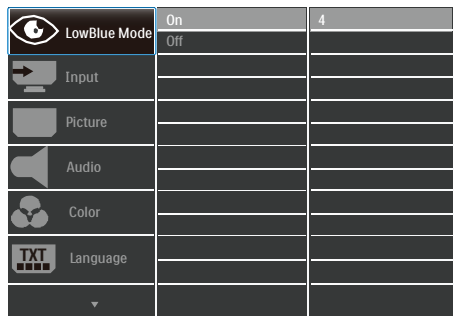 LowBlue Mode
On
4
Off
Input
Picture
Audio
Color
TXT
Language